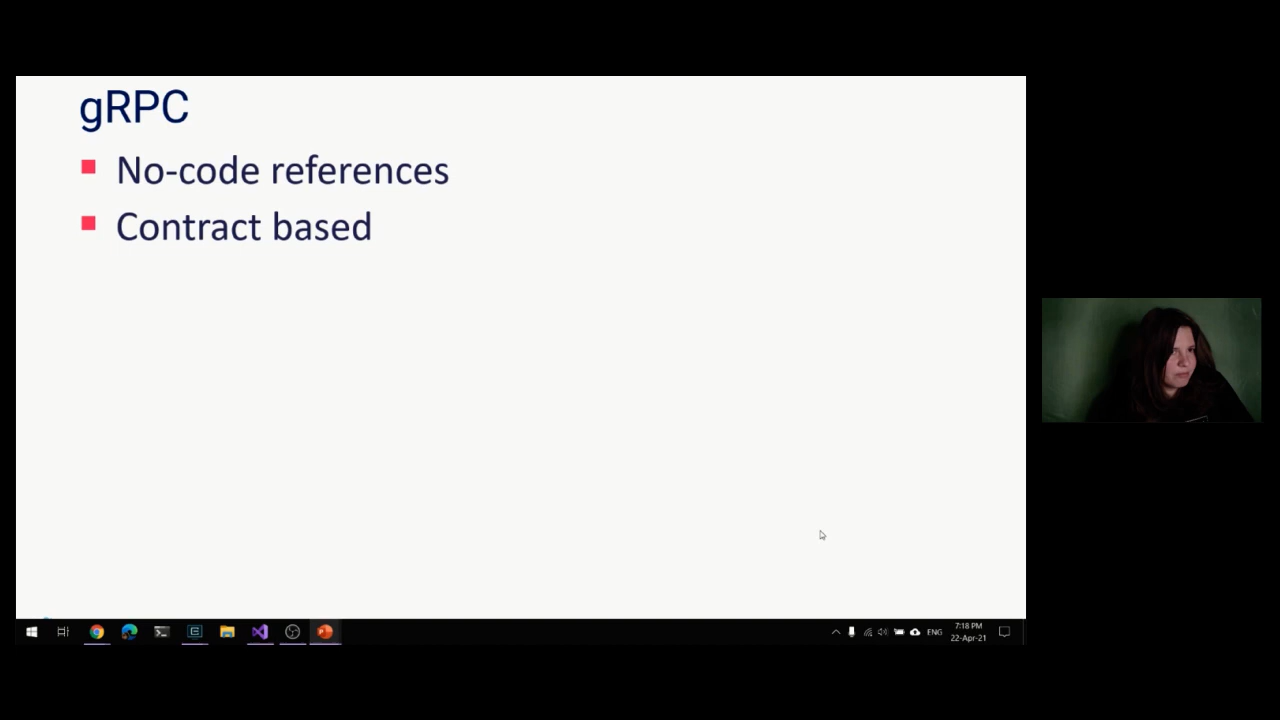 gRPC
No-code references
Contract based
ENG
7:18 PM
22-Apr-21